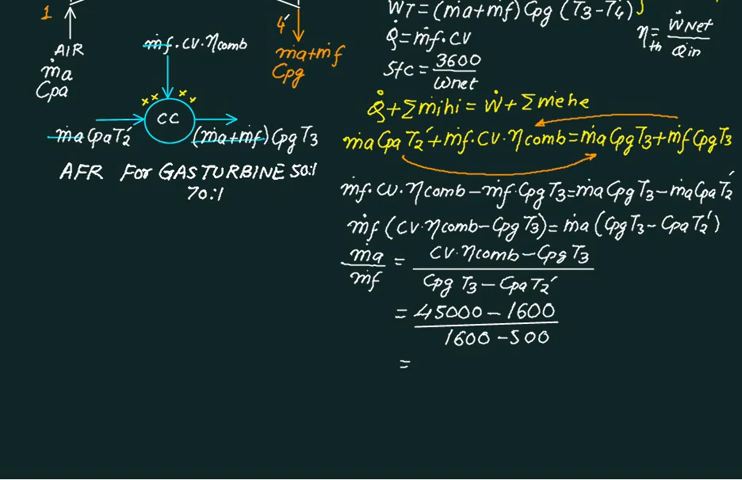 1
AIR
ṁa
Cpa
ṁf·CV·ηcomb
4'
ṁa+ṁf
Cpg
CC
ṁaCpaT2'
(ṁa+ṁf)CpgT3
AFR For GAS TURBINE 50:1
70:1
WT=(ṁa+ṁf)Cpg(T3-T4')
Q̇=ṁf·CV
Sfc=3600/Wnet
ηth=ẆNet/Qin
Q̇+Σṁihi=Ẇ+Σṁehe
ṁaCpaT2'+ṁf·CV·ηcomb=ṁaCpgT3+ṁfCpgT3
ṁf·CV·ηcomb-ṁf·CpgT3=ṁaCpgT3-ṁaCpaT2'
ṁf(CV·ηcomb-CpgT3)=ṁa(CpgT3-CpaT2')
ṁa/ṁf=(CV·ηcomb-CpgT3)/(CpgT3-CpaT2')
=(45000-1600)/(1600-500)
=